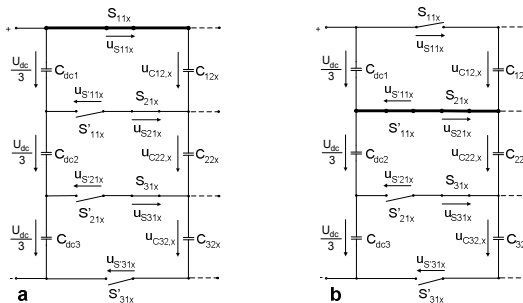 S11x
S11x
+
uS11x
+
uS11x
Udc
3
Cdc1
uC12,x
C12x
Udc
3
Cdc1
uC12,x
C12x
uS'11x
S21x
uS'11x
S21x
S'11x
uS21x
S'11x
uS21x
Udc
3
Cdc2
uC22,x
C22x
Udc
3
Cdc2
uC22,x
C22x
uS'21x
S31x
uS'21x
S31x
S'21x
uS31x
S'21x
uS31x
Udc
3
Cdc3
uC32,x
C32x
Udc
3
Cdc3
uC32,x
C32x
uS'31x
uS'31x
-
a
S'31x
-
b
S'31x